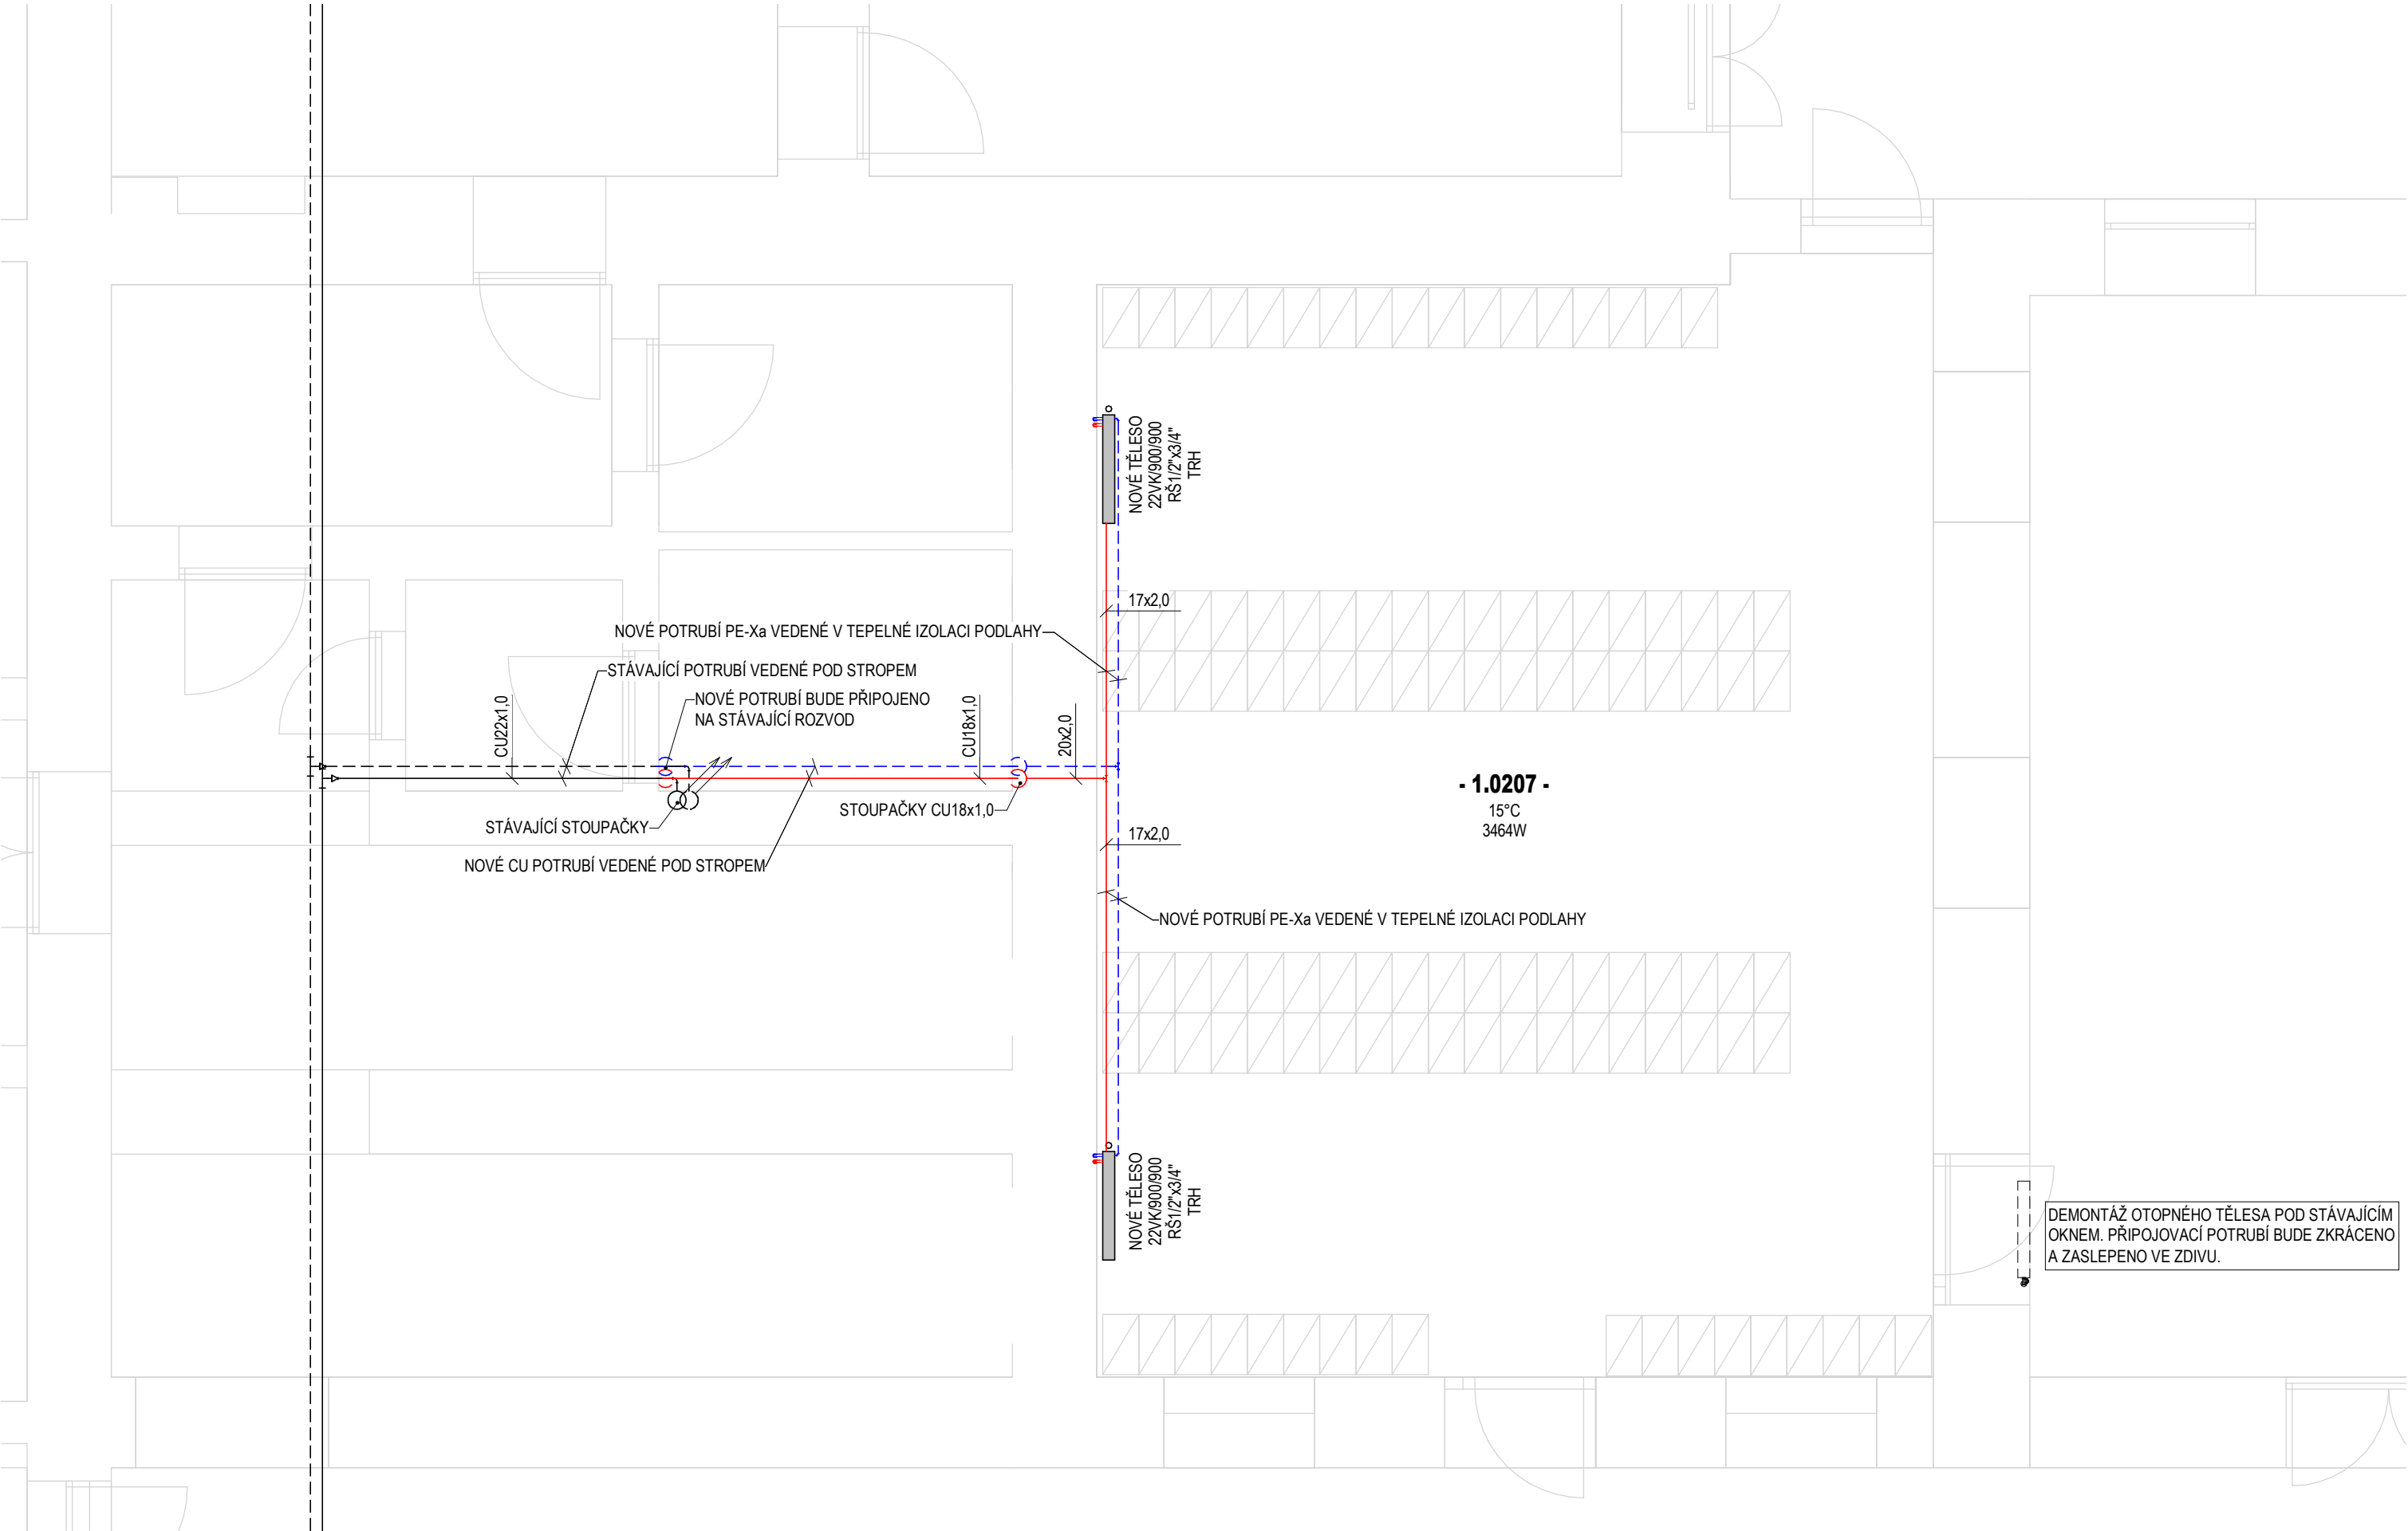 NOVÉ TĚLESO
22VK/900/900
RŠ1/2"x3/4"
TRH
17x2,0
NOVÉ POTRUBÍ PE-Xa VEDENÉ V TEPELNÉ IZOLACI PODLAHY
STÁVAJÍCÍ POTRUBÍ VEDENÉ POD STROPEM
NOVÉ POTRUBÍ BUDE PŘIPOJENO
NA STÁVAJÍCÍ ROZVOD
CU22x1,0
CU18x1,0
20x2,0
- 1.0207 -
15°C
3464W
STOUPAČKY CU18x1,0
STÁVAJÍCÍ STOUPAČKY
17x2,0
NOVÉ CU POTRUBÍ VEDENÉ POD STROPEM
NOVÉ POTRUBÍ PE-Xa VEDENÉ V TEPELNÉ IZOLACI PODLAHY
NOVÉ TĚLESO
22VK/900/900
RŠ1/2"x3/4"
TRH
DEMONTÁŽ OTOPNÉHO TĚLESA POD STÁVAJÍCÍM
OKNEM. PŘIPOJOVACÍ POTRUBÍ BUDE ZKRÁCENO
A ZASLEPENO VE ZDIVU.